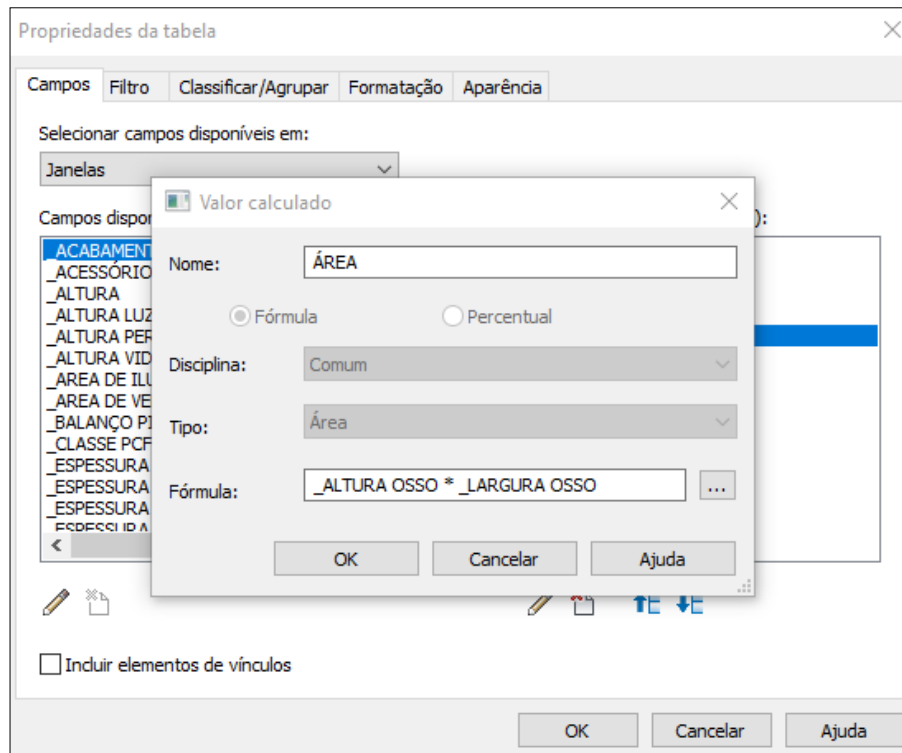 Propriedades da tabela
Campos Filtro Classificar/Agrupar Formatação Aparência
Selecionar campos disponíveis em:
Janelas
Campos dispon ):
Valor calculado
Nome: ÁREA
Fórmula Percentual
Disciplina: Comum
Tipo: Área
Fórmula: _ALTURA OSSO * _LARGURA OSSO ...
OK Cancelar Ajuda
_ACABAMENT
_ACESSÓRIO
_ALTURA
_ALTURA LUZ
_ALTURA PER
_ALTURA VID
_AREA DE ILU
_AREA DE VE
_BALANÇO PI
_CLASSE PCF
_ESPESSURA
_ESPESSURA
_ESPESSURA
_ESPESSURA
Incluir elementos de vínculos
OK Cancelar Ajuda